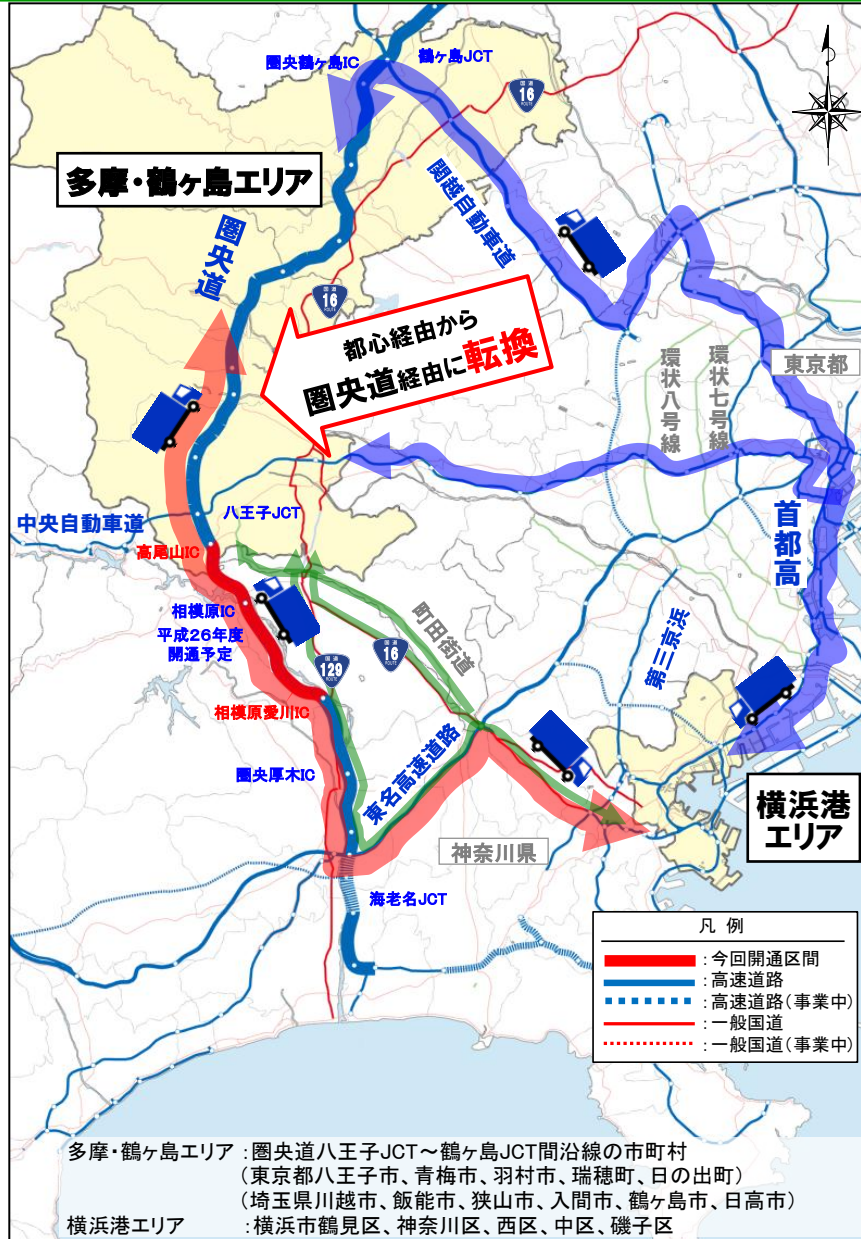 圏央鶴ヶ島IC
鶴ヶ島JCT
国道
16
ROUTE
多摩・鶴ヶ島エリア
関越自動車道
圏央道
国道
16
ROUTE
都心経由から
圏央道経由に転換
環状八号線
環状七号線
東京都
中央自動車道
八王子JCT
高尾山IC
首都高
相模原IC
平成26年度
開通予定
町田街道
国道
129
ROUTE
国道
16
ROUTE
第三京浜
相模原愛川IC
圏央厚木IC
東名高速道路
横浜港
エリア
神奈川県
海老名JCT
凡 例
:今回開通区間
:高速道路
:高速道路(事業中)
:一般国道
:一般国道(事業中)
多摩・鶴ヶ島エリア :圏央道八王子JCT～鶴ヶ島JCT間沿線の市町村
(東京都八王子市、青梅市、羽村市、瑞穂町、日の出町)
(埼玉県川越市、飯能市、狭山市、入間市、鶴ヶ島市、日高市)
横浜港エリア :横浜市鶴見区、神奈川区、西区、中区、磯子区